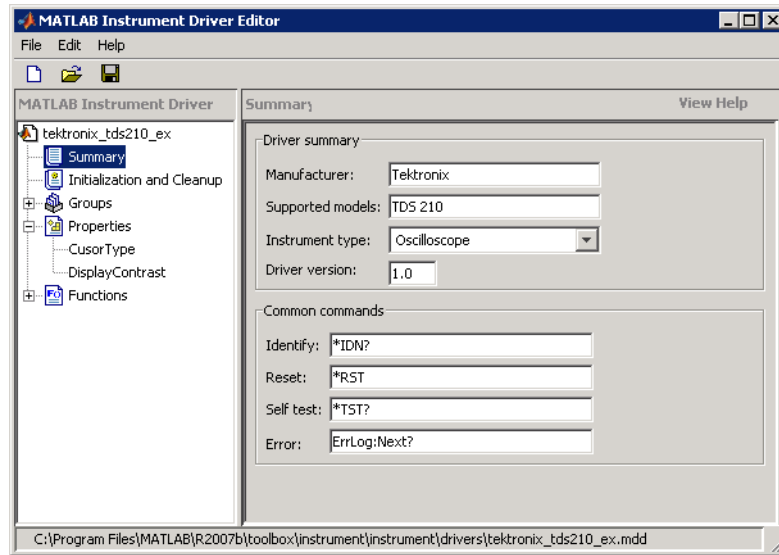 MATLAB Instrument Driver Editor
File Edit Help
MATLAB Instrument Driver
Summary
View Help
tektronix_tds210_ex
Summary
Initialization and Cleanup
Groups
Properties
CusorType
DisplayContrast
Functions
Driver summary
Manufacturer: Tektronix
Supported models: TDS 210
Instrument type: Oscilloscope
Driver version: 1.0
Common commands
Identify: *IDN?
Reset: *RST
Self test: *TST?
Error: ErrLog:Next?
C:\Program Files\MATLAB\R2007b\toolbox\instrument\instrument\drivers\tektronix_tds210_ex.mdd